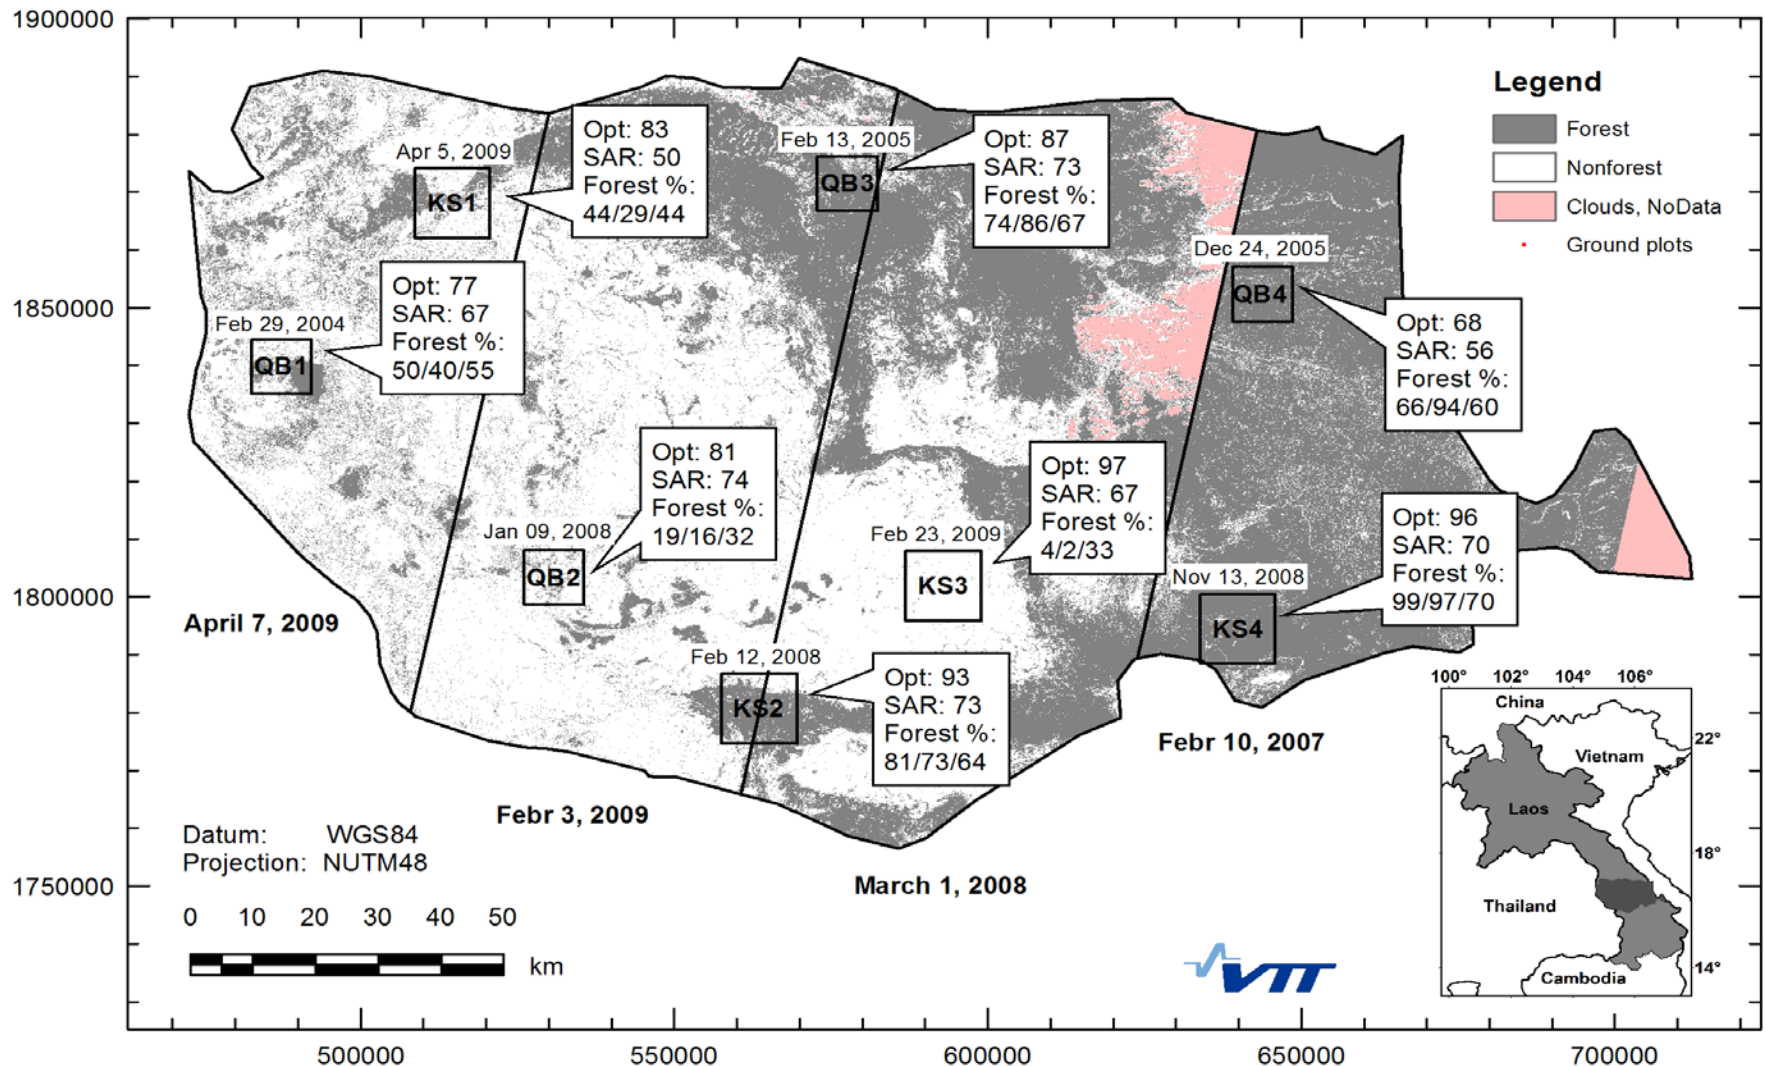 1900000
1850000
1800000
1750000
500000
550000
600000
650000
700000
Legend
Forest
Nonforest
Clouds, NoData
Ground plots
Apr 5, 2009
KS1
Opt: 83
SAR: 50
Forest %:
44/29/44
Feb 13, 2005
QB3
Opt: 87
SAR: 73
Forest %:
74/86/67
Dec 24, 2005
QB4
Opt: 68
SAR: 56
Forest %:
66/94/60
Feb 29, 2004
QB1
Opt: 77
SAR: 67
Forest %:
50/40/55
Jan 09, 2008
QB2
Opt: 81
SAR: 74
Forest %:
19/16/32
Feb 23, 2009
KS3
Opt: 97
SAR: 67
Forest %:
4/2/33
Nov 13, 2008
KS4
Opt: 96
SAR: 70
Forest %:
99/97/70
Feb 12, 2008
KS2
Opt: 93
SAR: 73
Forest %:
81/73/64
April 7, 2009
Febr 3, 2009
March 1, 2008
Febr 10, 2007
Datum: WGS84
Projection: NUTM48
0 10 20 30 40 50
km
VTT
100° 102° 104° 106°
China
22°
Vietnam
Laos
18°
Thailand
14°
Cambodia